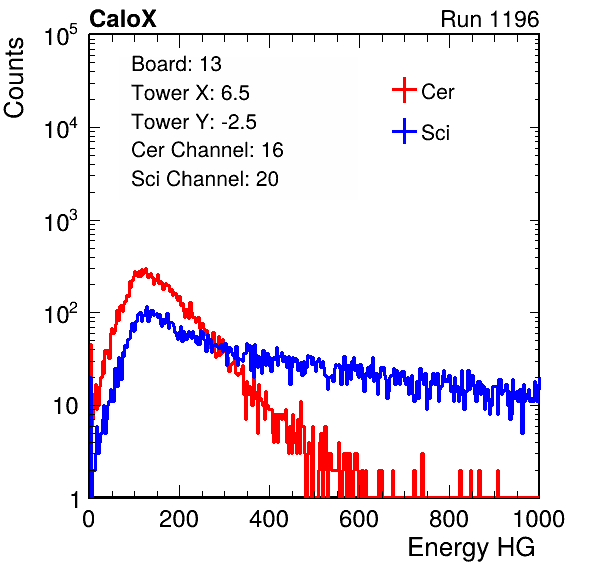 CaloX Run 1196
Counts
Board: 13
Tower X: 6.5
Tower Y: -2.5
Cer Channel: 16
Sci Channel: 20
Cer
Sci
10^5
10^4
10^3
10^2
10
1
0 200 400 600 800 1000
Energy HG